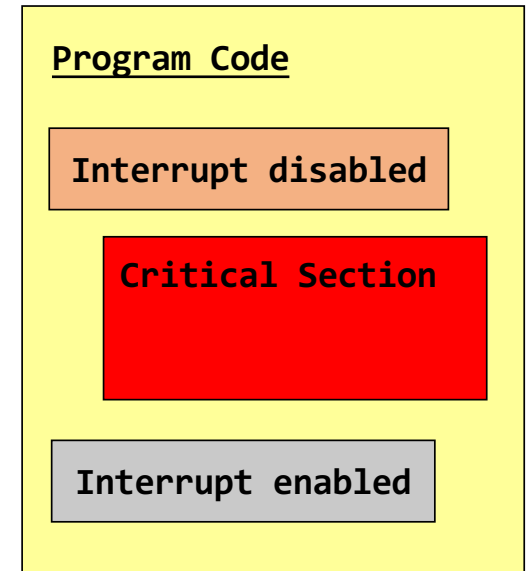 Program Code
Interrupt disabled
Critical Section
Interrupt enabled